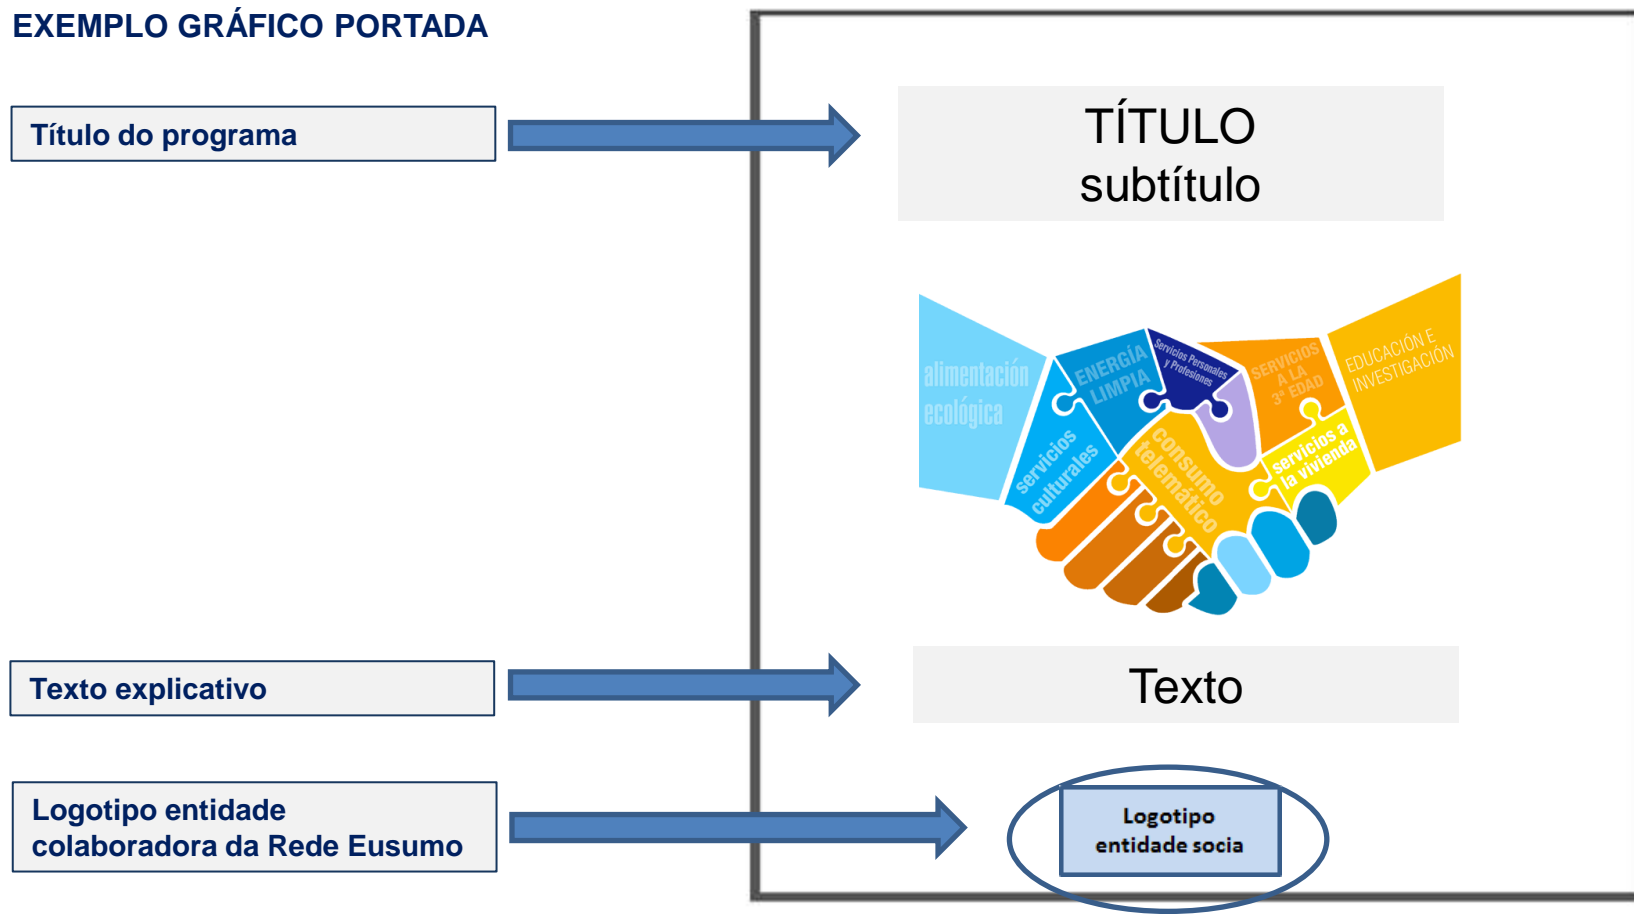 EXEMPLO GRÁFICO PORTADA
Título do programa
TÍTULO
subtítulo
alimentación
ecológica
servicios
culturales
ENERGÍA
LIMPIA
Servicios Personales
y Profesiones
consumo
telemático
SERVICIOS
A LA
3ª EDAD
servicios a
la vivienda
EDUCACIÓN E
INVESTIGACIÓN
Texto explicativo
Texto
Logotipo entidade
colaboradora da Rede Eusumo
Logotipo
entidade socia